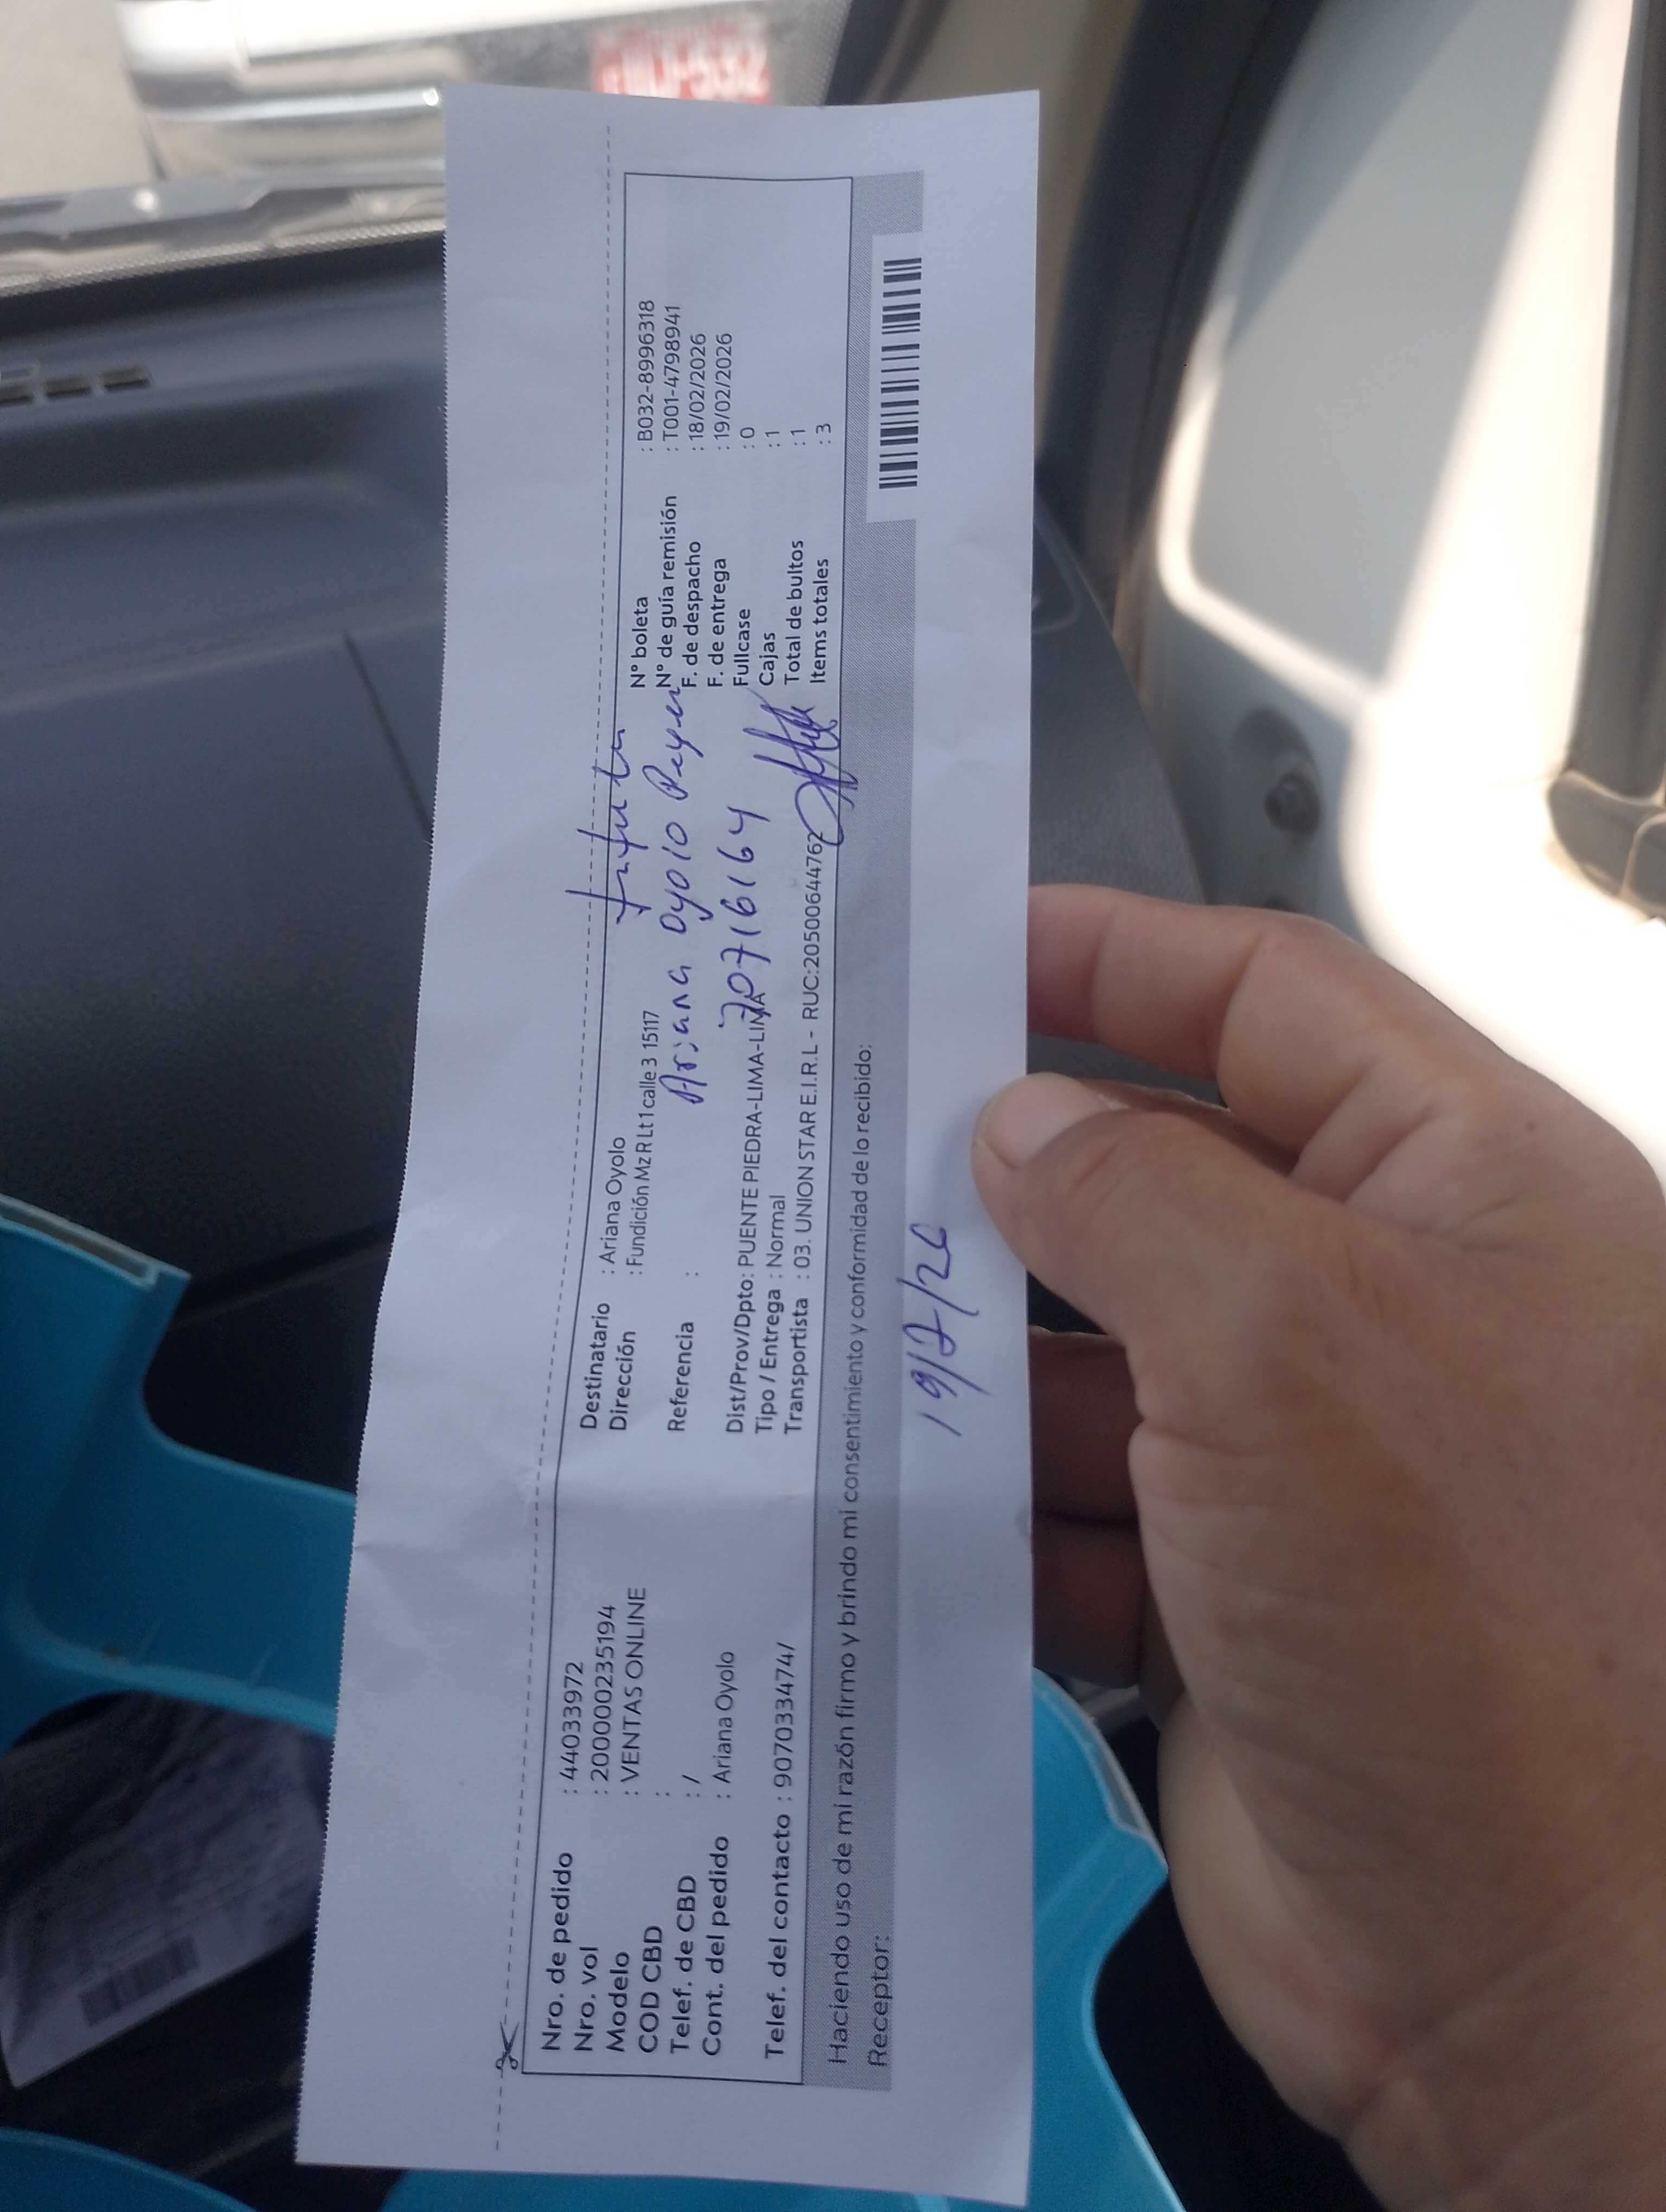 Nro. de pedido : 44033972
Nro. vol : 2000000235194
Modelo : VENTAS ONLINE
COD CBD :
Telef. de CBD : /
Cont. del pedido : Ariana Oyolo
Telef. del contacto : 907033474/
Destinatario : Ariana Oyolo
Dirección : Fundición Mz R Lt 1 calle 3 15117
Referencia :
Dist/Prov/Dpto: PUENTE PIEDRA-LIMA-LIMA
Tipo / Entrega : Normal
Transportista : 03. UNION STAR E.I.R.L - RUC:20500644762
Ariana Oyolo
70716164
N° boleta : B032-8996318
N° de guía remisión : T001-4798941
F. de despacho : 18/02/2026
F. de entrega : 19/02/2026
Fullcase : 0
Cajas : 1
Total de bultos : 1
Items totales : 3
Haciendo uso de mi razón firmo y brindo mi consentimiento y conformidad de lo recibido:
Receptor:
19/2/26